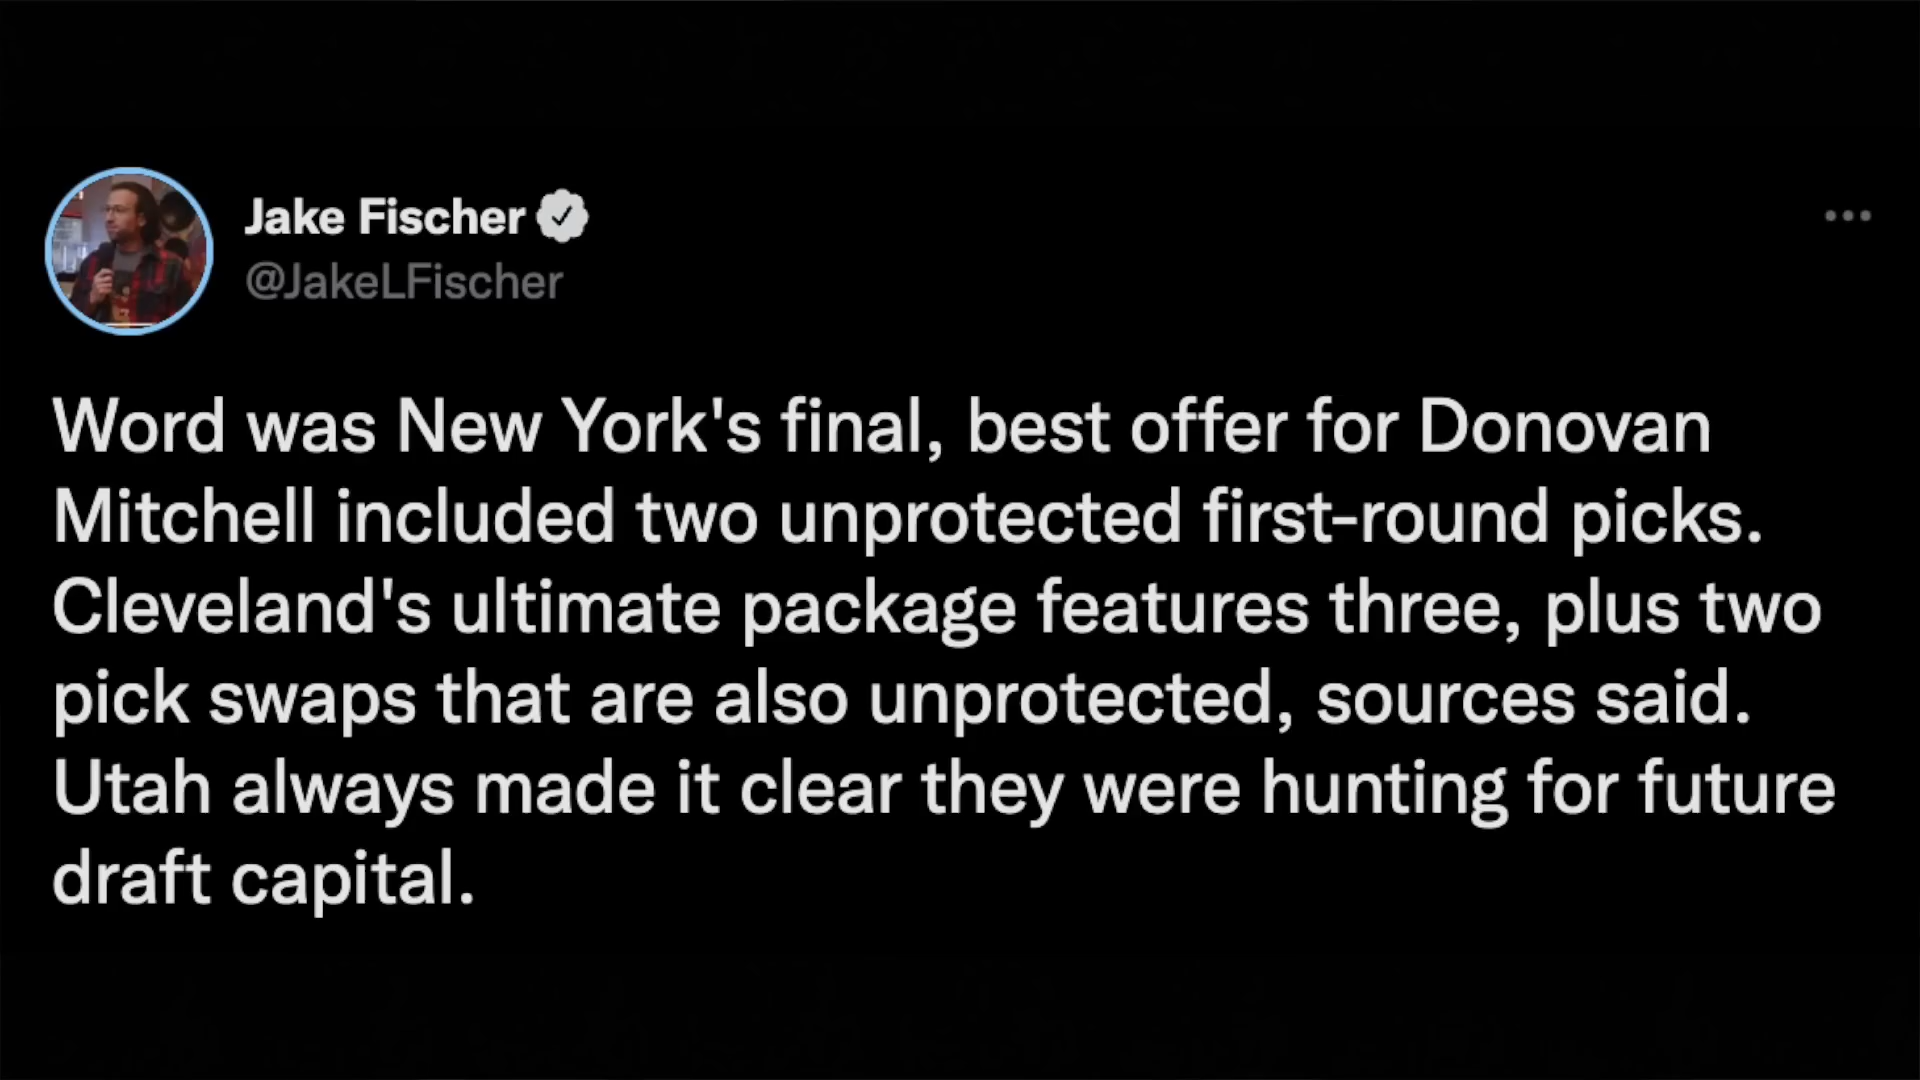 Jake Fischer
@JakeLFischer
Word was New York's final, best offer for Donovan
Mitchell included two unprotected first-round picks.
Cleveland's ultimate package features three, plus two
pick swaps that are also unprotected, sources said.
Utah always made it clear they were hunting for future
draft capital.